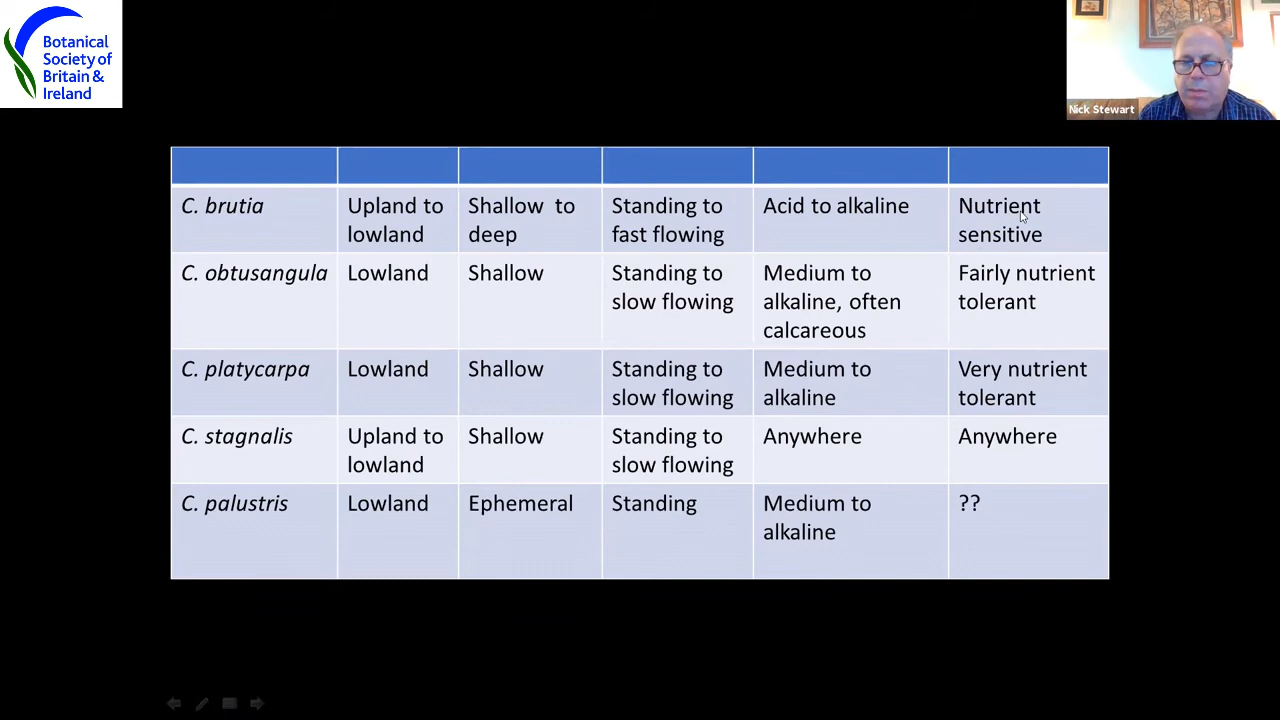 Botanical
Society of
Britain &
Ireland
Nick Stewart
C. brutia
Upland to
lowland
Shallow to
deep
Standing to
fast flowing
Acid to alkaline
Nutrient
sensitive
C. obtusangula
Lowland
Shallow
Standing to
slow flowing
Medium to
alkaline, often
calcareous
Fairly nutrient
tolerant
C. platycarpa
Lowland
Shallow
Standing to
slow flowing
Medium to
alkaline
Very nutrient
tolerant
C. stagnalis
Upland to
lowland
Shallow
Standing to
slow flowing
Anywhere
Anywhere
C. palustris
Lowland
Ephemeral
Standing
Medium to
alkaline
??